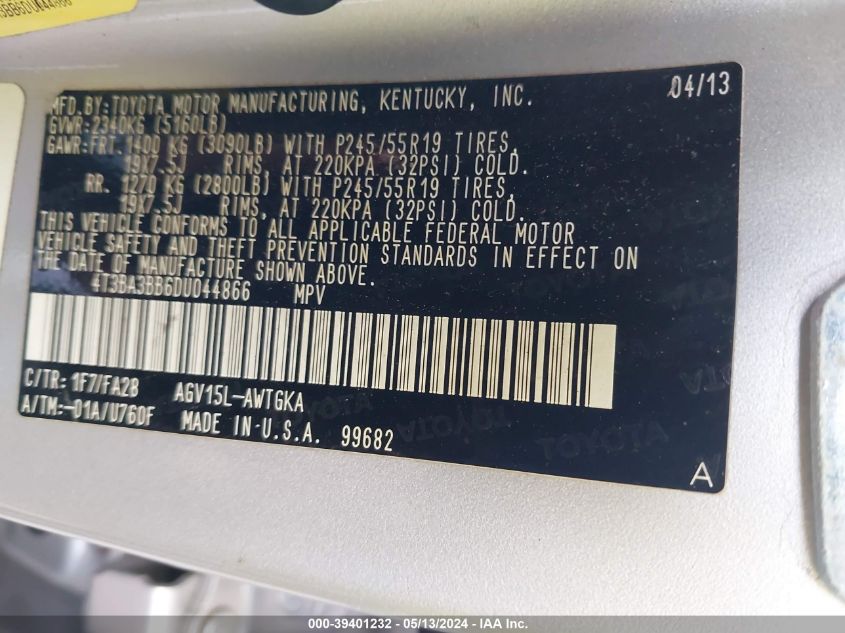 3BB6DU044866
04/13
MFD.BY:TOYOTA MOTOR MANUFACTURING, KENTUCKY, INC.
GVWR:2340KG (5160LB)
GAWR:FRT.1400 KG (3090LB) WITH P245/55R19 TIRES,
19X7.5J RIMS, AT 220KPA (32PSI) COLD.
RR. 1270 KG (2800LB) WITH P245/55R19 TIRES,
19X7.5J RIMS, AT 220KPA (32PSI) COLD.
THIS VEHICLE CONFORMS TO ALL APPLICABLE FEDERAL MOTOR
VEHICLE SAFETY AND THEFT PREVENTION STANDARDS IN EFFECT ON
THE DATE OF MANUFACTURE SHOWN ABOVE.
4T3BA3BB6DU044866 MPV
C/TR: 1F7/FA28 AGV15L-AWTGKA
A/TM:-01A/U760F MADE IN U.S.A. 99682
TOYOTA
A
000-39401232 - 05/13/2024 - IAA Inc.